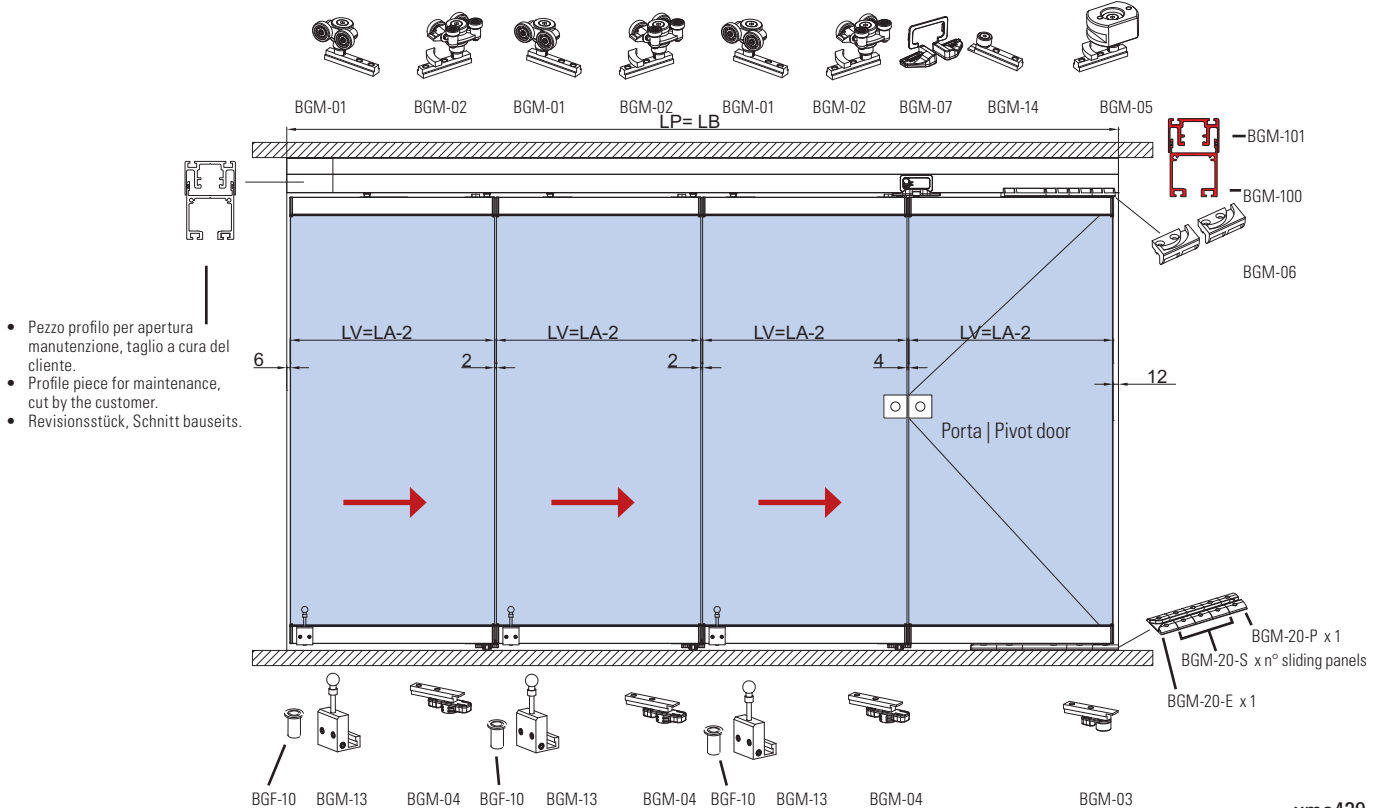 BGM-01 BGM-02 BGM-01 BGM-02 BGM-01 BGM-02 BGM-07 BGM-14 BGM-05
LP= LB
BGM-101
BGM-100
BGM-06
• Pezzo profilo per apertura
manutenzione, taglio a cura del
cliente.
• Profile piece for maintenance,
cut by the customer.
• Revisionsstück, Schnitt bauseits.
LV=LA-2 LV=LA-2 LV=LA-2 LV=LA-2
6 2 2 4 12
Porta | Pivot door
BGM-20-P x 1
BGM-20-S x n° sliding panels
BGM-20-E x 1
BGF-10 BGM-13 BGM-04 BGF-10 BGM-13 BGM-04 BGF-10 BGM-13 BGM-04 BGM-03